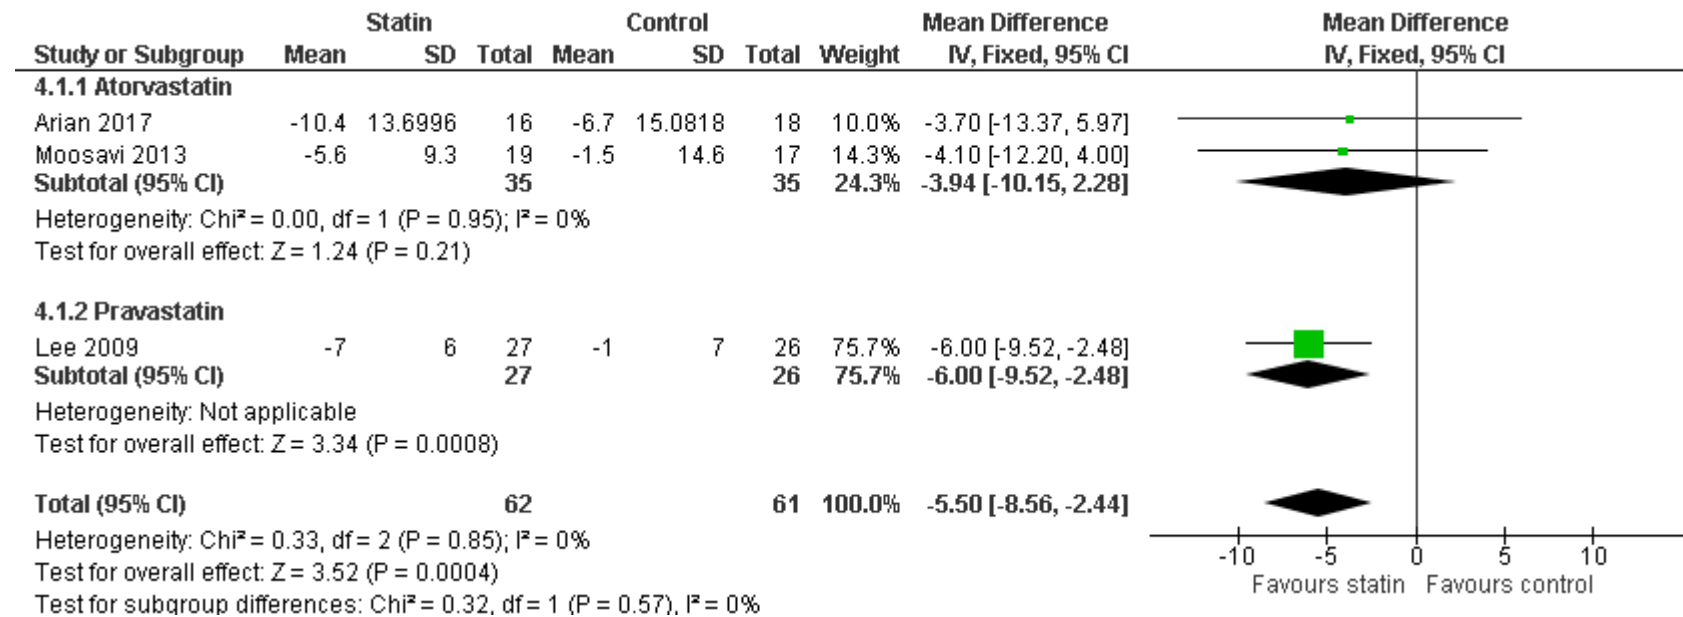 Statin Control Mean Difference Mean Difference
Study or Subgroup Mean SD Total Mean SD Total Weight IV, Fixed, 95% CI IV, Fixed, 95% CI
4.1.1 Atorvastatin
Arian 2017 -10.4 13.6996 16 -6.7 15.0818 18 10.0% -3.70 [-13.37, 5.97]
Moosavi 2013 -5.6 9.3 19 -1.5 14.6 17 14.3% -4.10 [-12.20, 4.00]
Subtotal (95% CI) 35 35 24.3% -3.94 [-10.15, 2.28]
Heterogeneity: Chi² = 0.00, df = 1 (P = 0.95); I² = 0%
Test for overall effect: Z = 1.24 (P = 0.21)
4.1.2 Pravastatin
Lee 2009 -7 6 27 -1 7 26 75.7% -6.00 [-9.52, -2.48]
Subtotal (95% CI) 27 26 75.7% -6.00 [-9.52, -2.48]
Heterogeneity: Not applicable
Test for overall effect: Z = 3.34 (P = 0.0008)
Total (95% CI) 62 61 100.0% -5.50 [-8.56, -2.44]
Heterogeneity: Chi² = 0.33, df = 2 (P = 0.85); I² = 0%
Test for overall effect: Z = 3.52 (P = 0.0004)
Test for subgroup differences: Chi² = 0.32, df = 1 (P = 0.57), I² = 0%
-10 -5 0 5 10
Favours statin Favours control